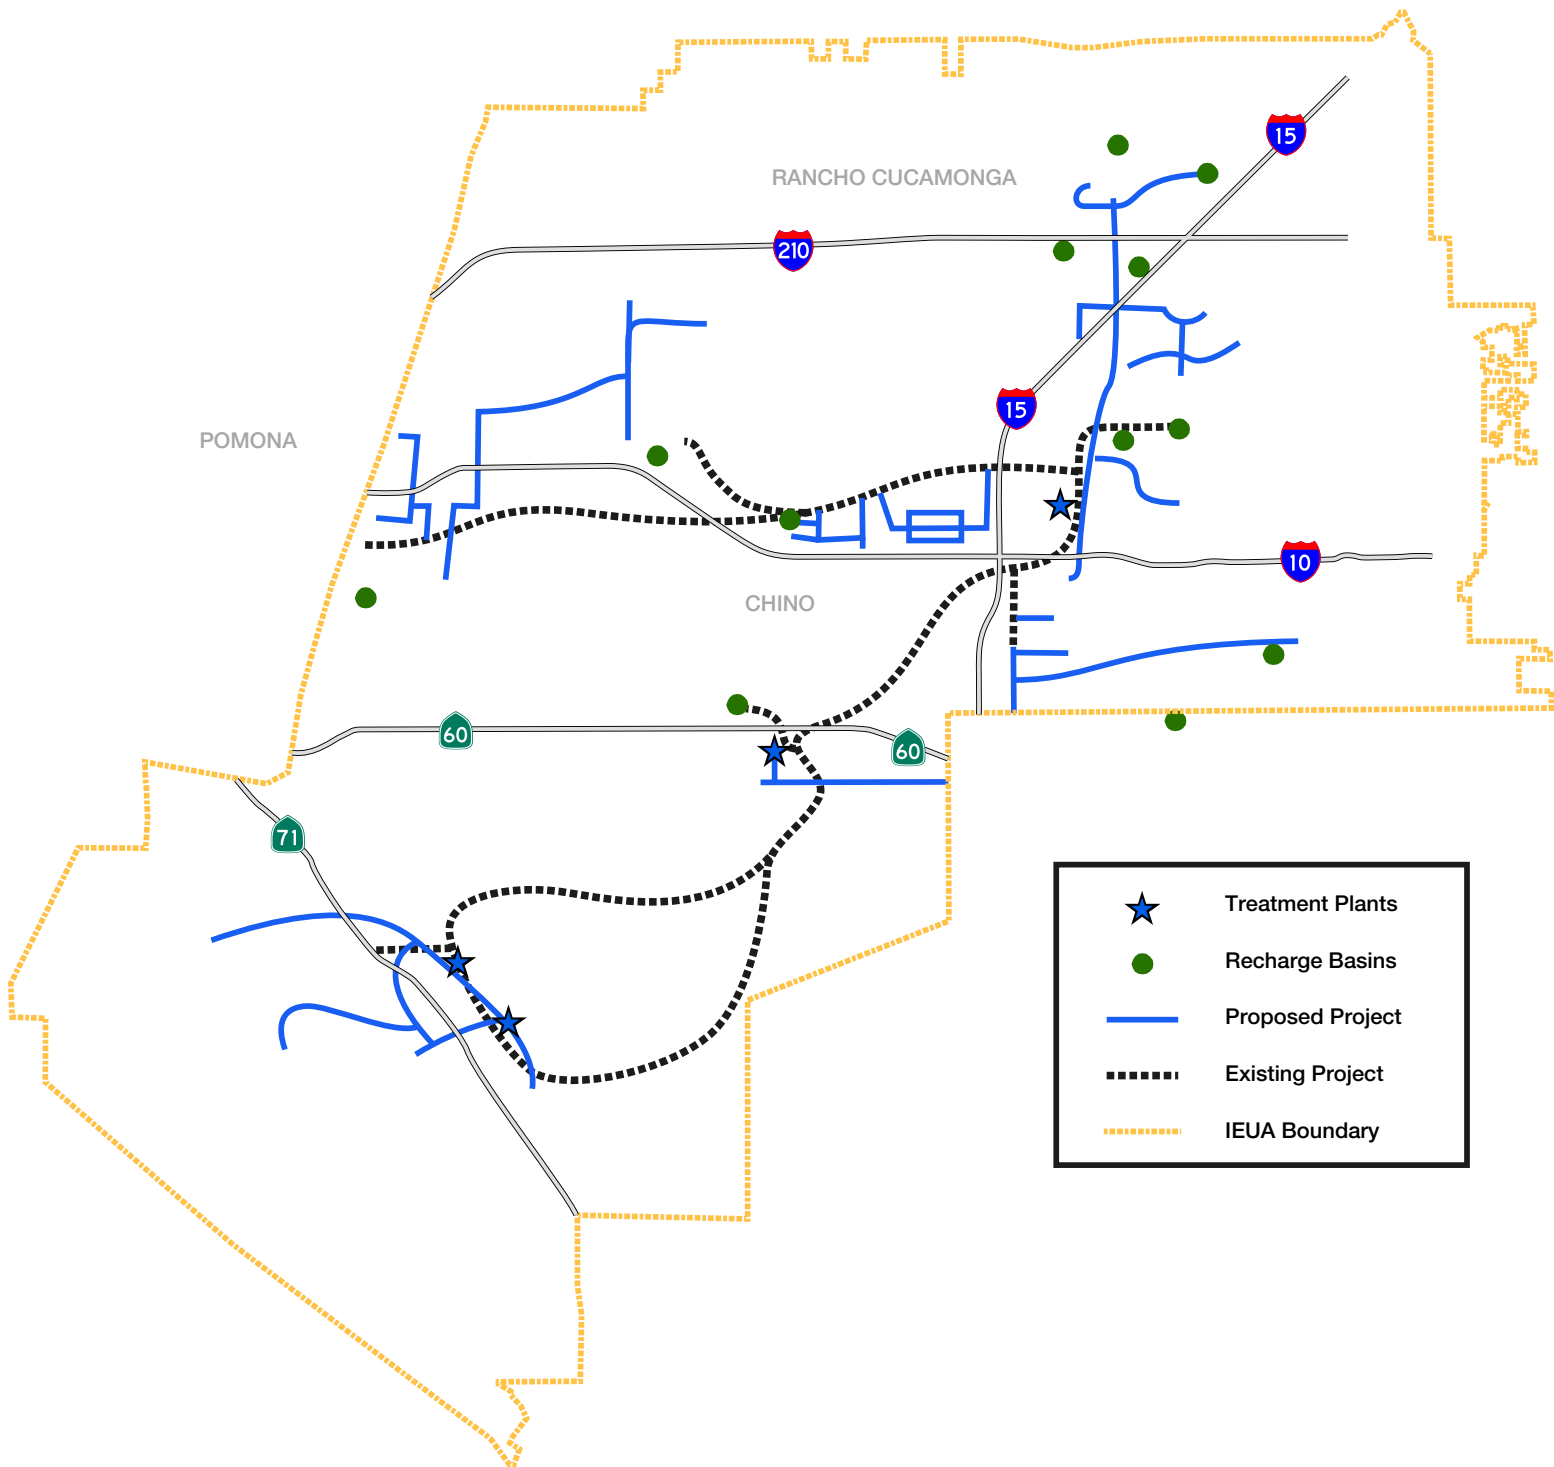 15
RANCHO CUCAMONGA
210
15
POMONA
10
CHINO
60
60
71
Treatment Plants
Recharge Basins
Proposed Project
Existing Project
IEUA Boundary